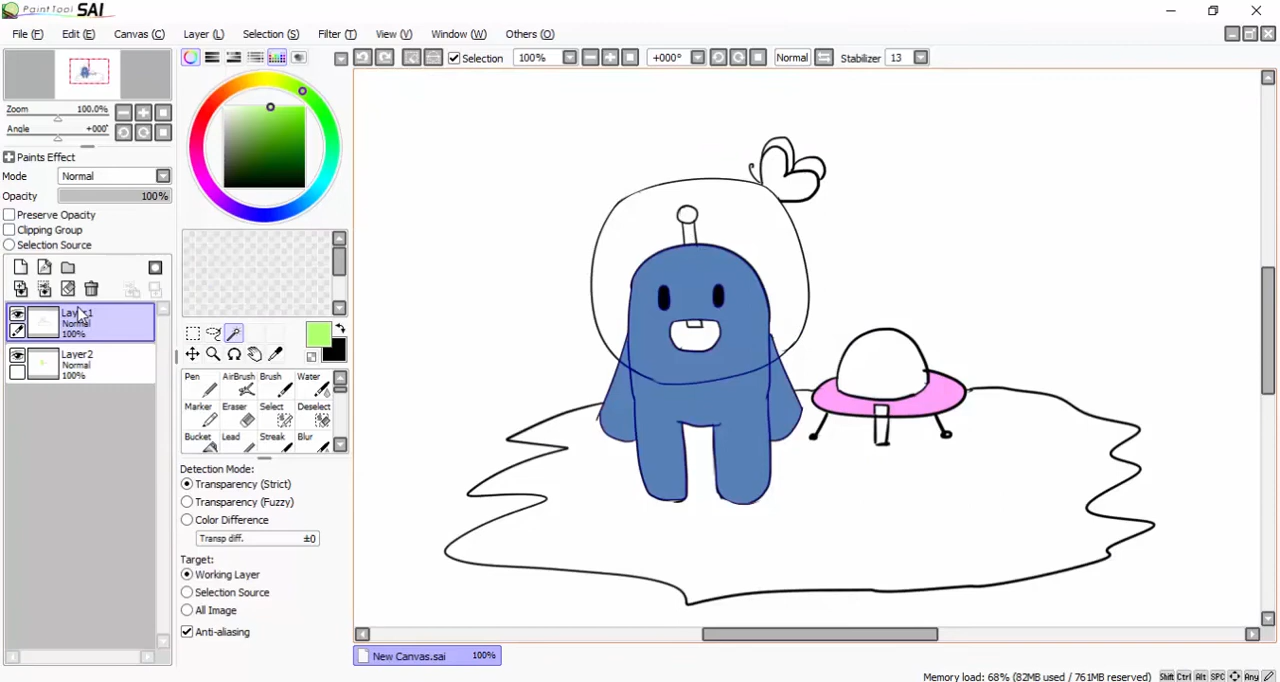 PaintTool SAI
File (F) Edit (E) Canvas (C) Layer (L) Selection (S) Filter (T) View (V) Window (W) Others (O)
Selection 100% +000° Normal Stabilizer 13
Zoom 100.0%
Angle +000°
Paints Effect
Mode Normal
Opacity 100%
Preserve Opacity
Clipping Group
Selection Source
Normal
100%
Layer2
Normal
100%
Pen AirBrush Brush Water
Marker Eraser Select Deselect
Bucket Lead Streak Blur
Detection Mode:
Transparency (Strict)
Transparency (Fuzzy)
Color Difference
Transp diff. ±0
Target:
Working Layer
Selection Source
All Image
Anti-aliasing
New Canvas.sai 100%
Memory load: 68% (82MB used / 761MB reserved) Shift Ctrl Alt SPC Any